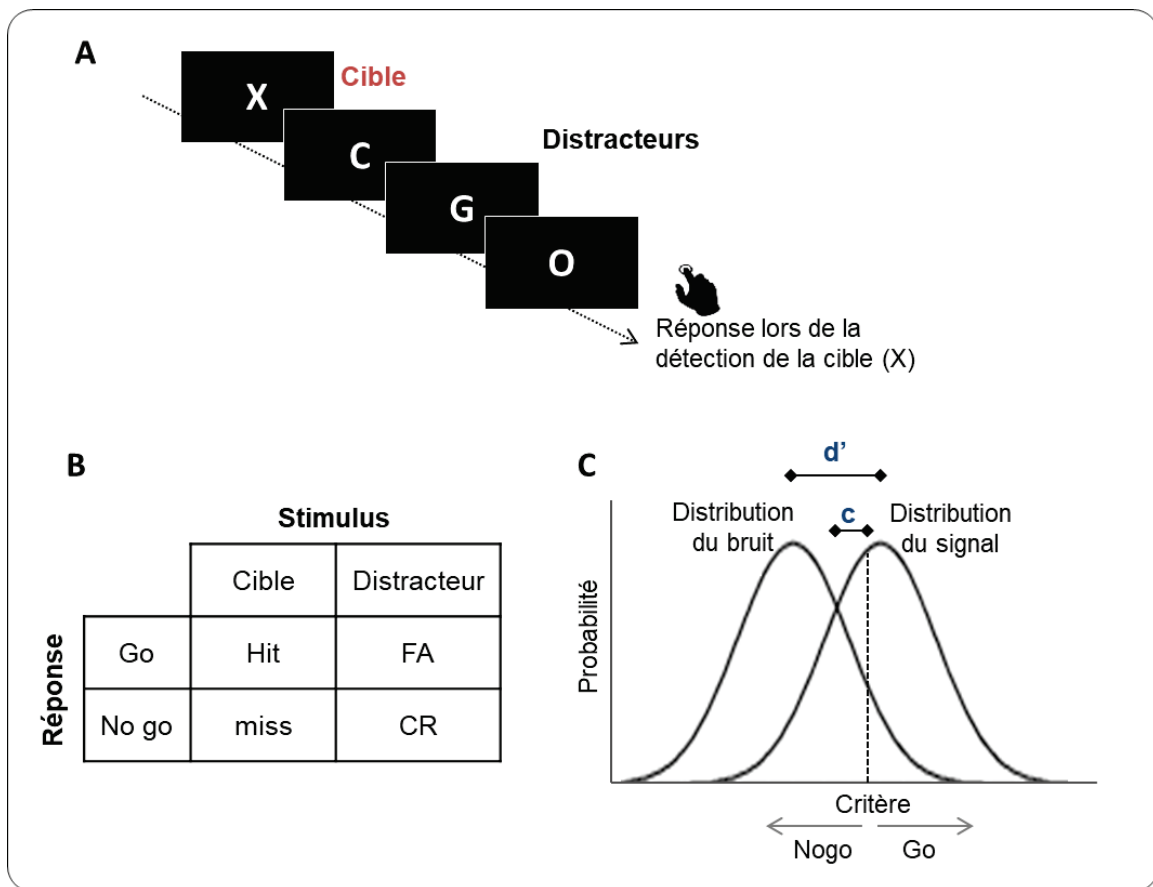 A
X
Cible
C
Distracteurs
G
O
Réponse lors de la
détection de la cible (X)
B
Stimulus
Cible
Distracteur
Réponse
Go
Hit
FA
No go
miss
CR
C
d’
c
Distribution
du bruit
Distribution
du signal
Probabilité
Critère
Nogo
Go